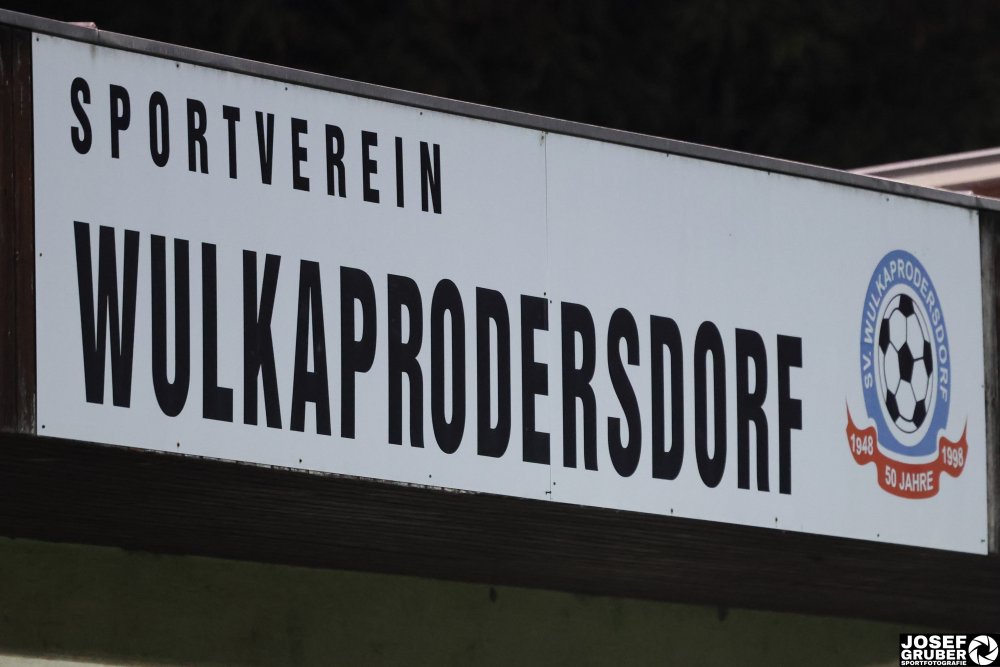 SPORTVEREIN
WULKAPRODERSDORF
SV. WULKAPRODERSDORF
1948 1998
50 JAHRE
JOSEF
GRUBER
SPORTFOTOGRAFIE